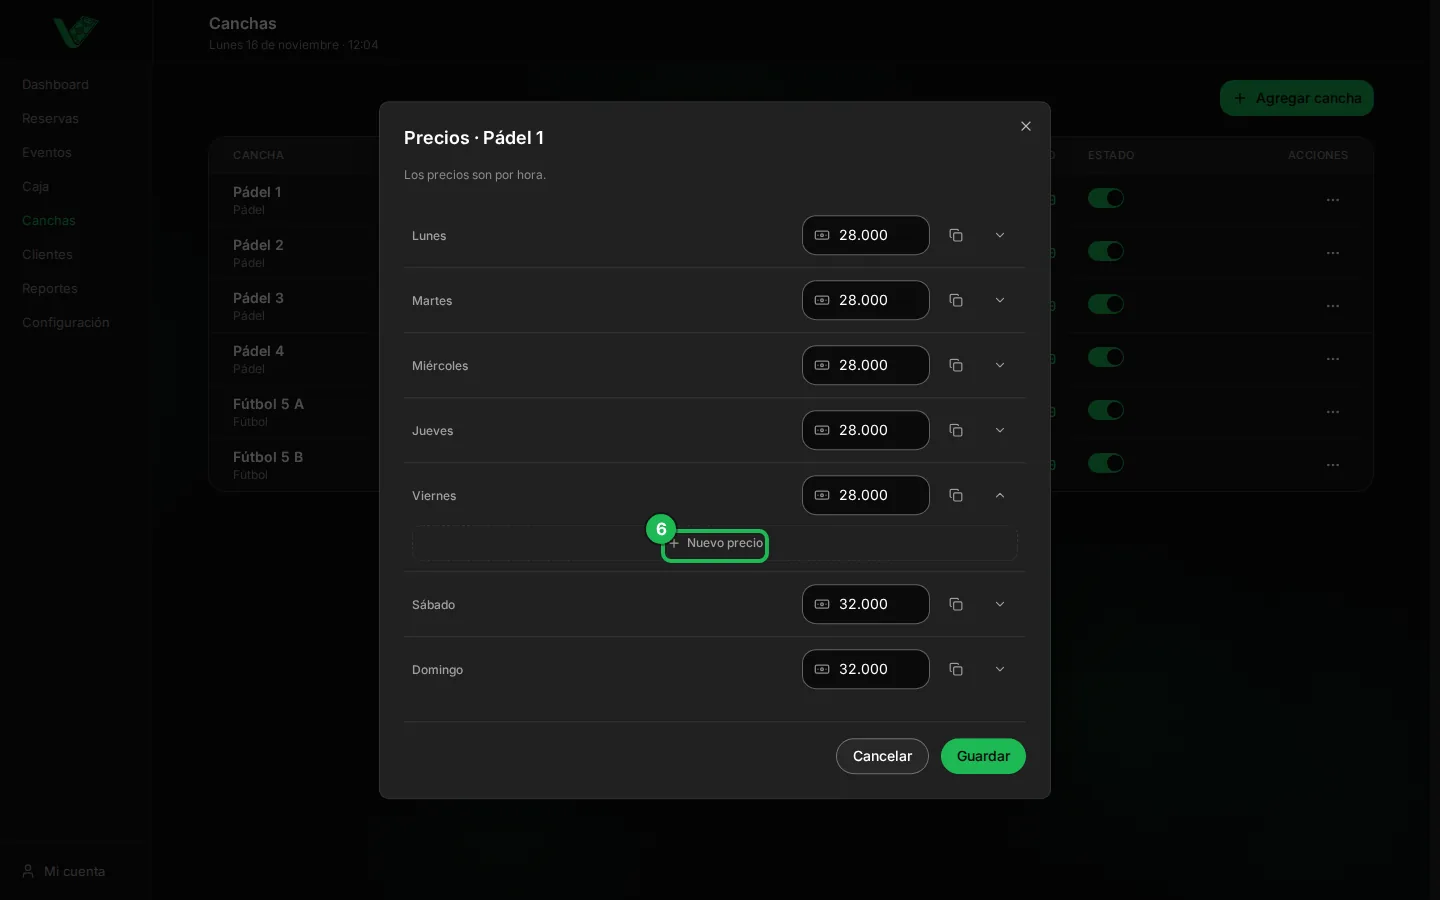 Canchas
Lunes 16 de noviembre · 12:04
Dashboard
Reservas
Eventos
Caja
Canchas
Clientes
Reportes
Configuración
Mi cuenta
+ Agregar cancha
CANCHA
ESTADO
ACCIONES
Pádel 1
Pádel
Pádel 2
Pádel
Pádel 3
Pádel
Pádel 4
Pádel
Fútbol 5 A
Fútbol
Fútbol 5 B
Fútbol
Precios · Pádel 1
Los precios son por hora.
Lunes 28.000
Martes 28.000
Miércoles 28.000
Jueves 28.000
Viernes 28.000
6
+ Nuevo precio
Sábado 32.000
Domingo 32.000
Cancelar Guardar